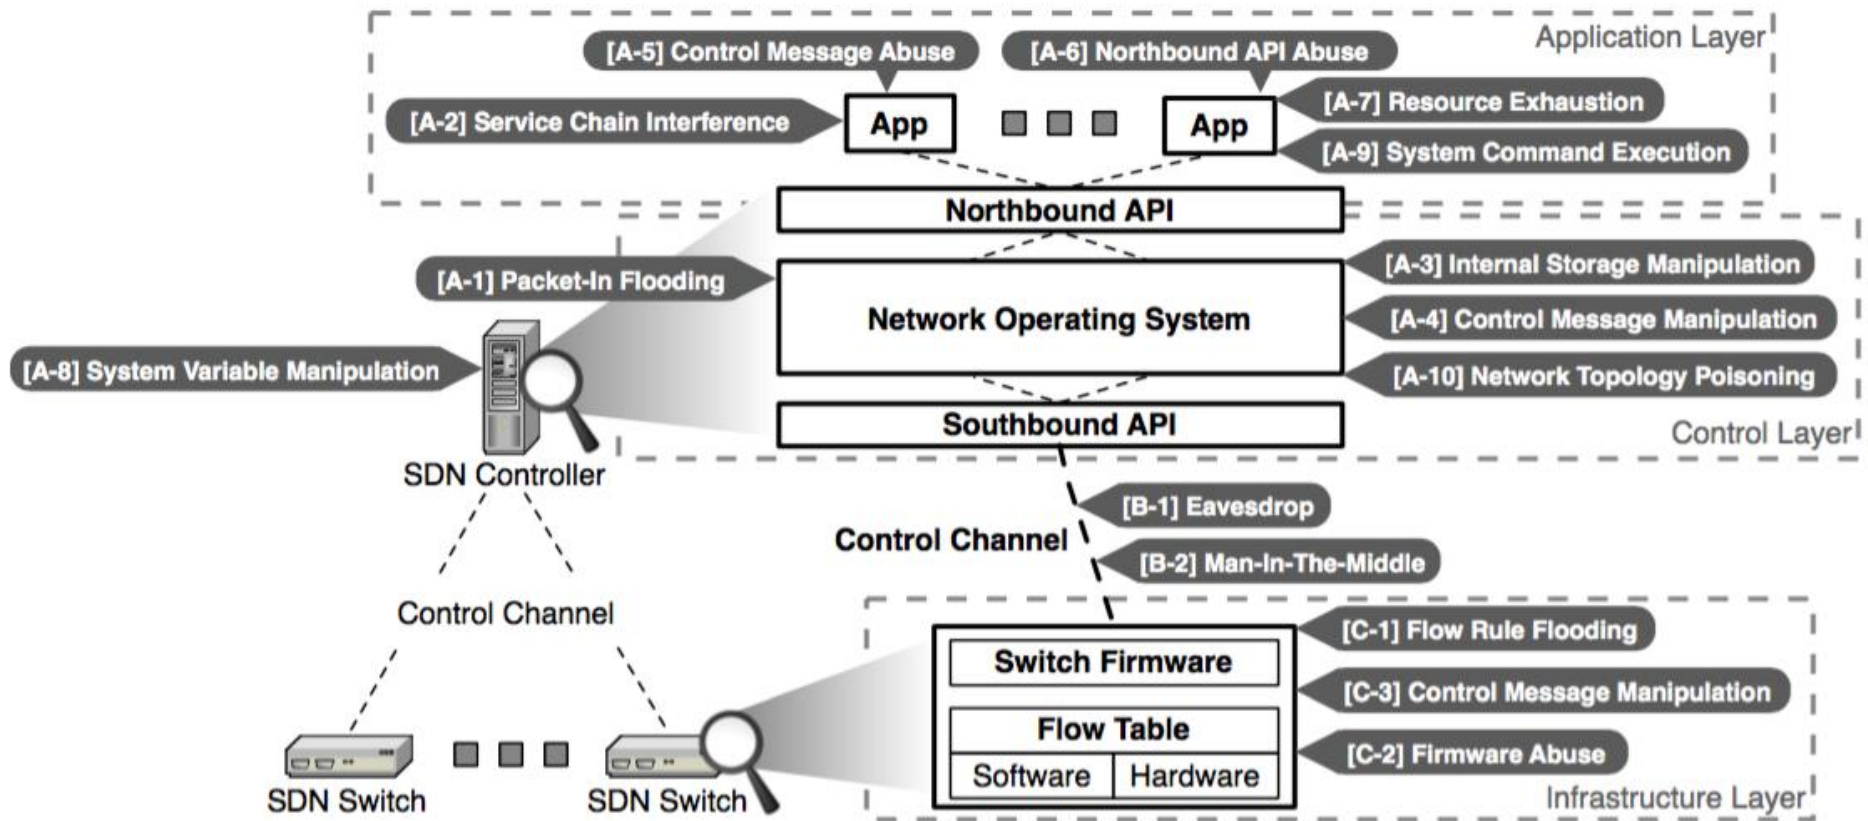 Application Layer
[A-5] Control Message Abuse
[A-6] Northbound API Abuse
[A-7] Resource Exhaustion
[A-2] Service Chain Interference
App
App
[A-9] System Command Execution
Northbound API
[A-1] Packet-In Flooding
[A-3] Internal Storage Manipulation
Network Operating System
[A-4] Control Message Manipulation
[A-8] System Variable Manipulation
[A-10] Network Topology Poisoning
Southbound API
Control Layer
SDN Controller
[B-1] Eavesdrop
Control Channel
[B-2] Man-In-The-Middle
Control Channel
[C-1] Flow Rule Flooding
Switch Firmware
[C-3] Control Message Manipulation
Flow Table
[C-2] Firmware Abuse
Software
Hardware
SDN Switch
SDN Switch
Infrastructure Layer